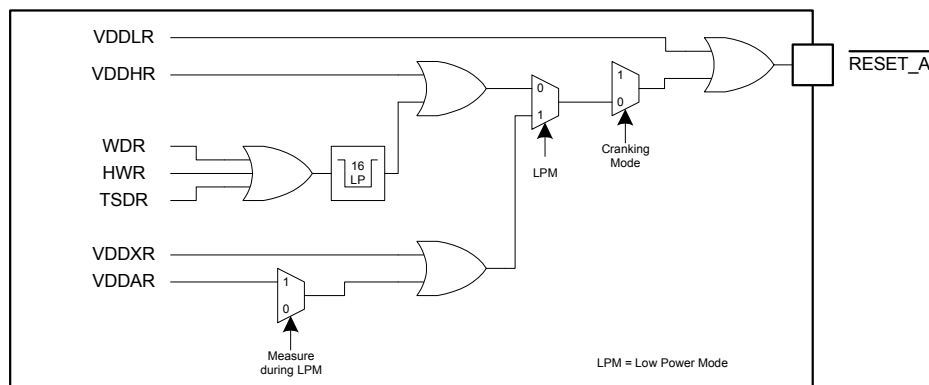 VDDLR
RESET_A
VDDHR
1
0
0
1
WDR
HWR
TSDR
16
LP
LPM
Cranking
Mode
VDDXR
VDDAR
1
0
Measure
during LPM
LPM = Low Power Mode